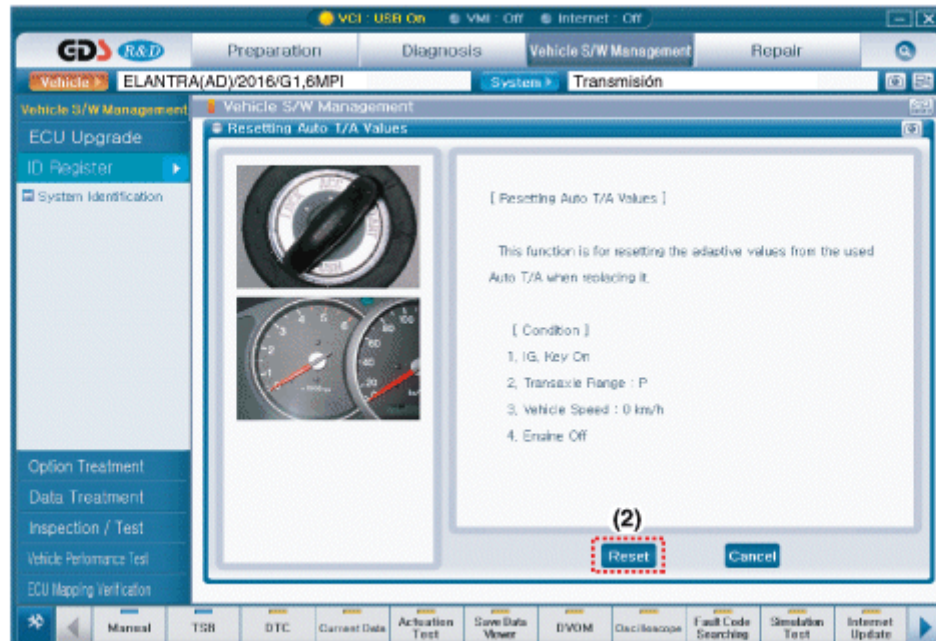 VCI : USB On VMI : Off Internet : Off
GDS R&D Preparation Diagnosis Vehicle S/W Management Repair
Vehicle ELANTRA(AD)/2016/G1,6MPI System Transmisión
Vehicle S/W Management
Vehicle S/W Management
ECU Upgrade
Resetting Auto T/A Values
ID Register
System Identification
[ Resetting Auto T/A Values ]
This function is for resetting the adaptive values from the used
Auto T/A when replacing it.
[ Condition ]
1, IG, Key On
2, Transaxle Range : P
3, Vehicle Speed : 0 km/h
4. Engine Off
Option Treatment
Data Treatment
Inspection / Test
Vehicle Performance Test
ECU Mapping Verification
(2)
Reset Cancel
Manual TSB DTC Current Data Actuation Test Save Data Viewer DVOM Oscilloscope Fault Code Searching Simulation Test Internet Update